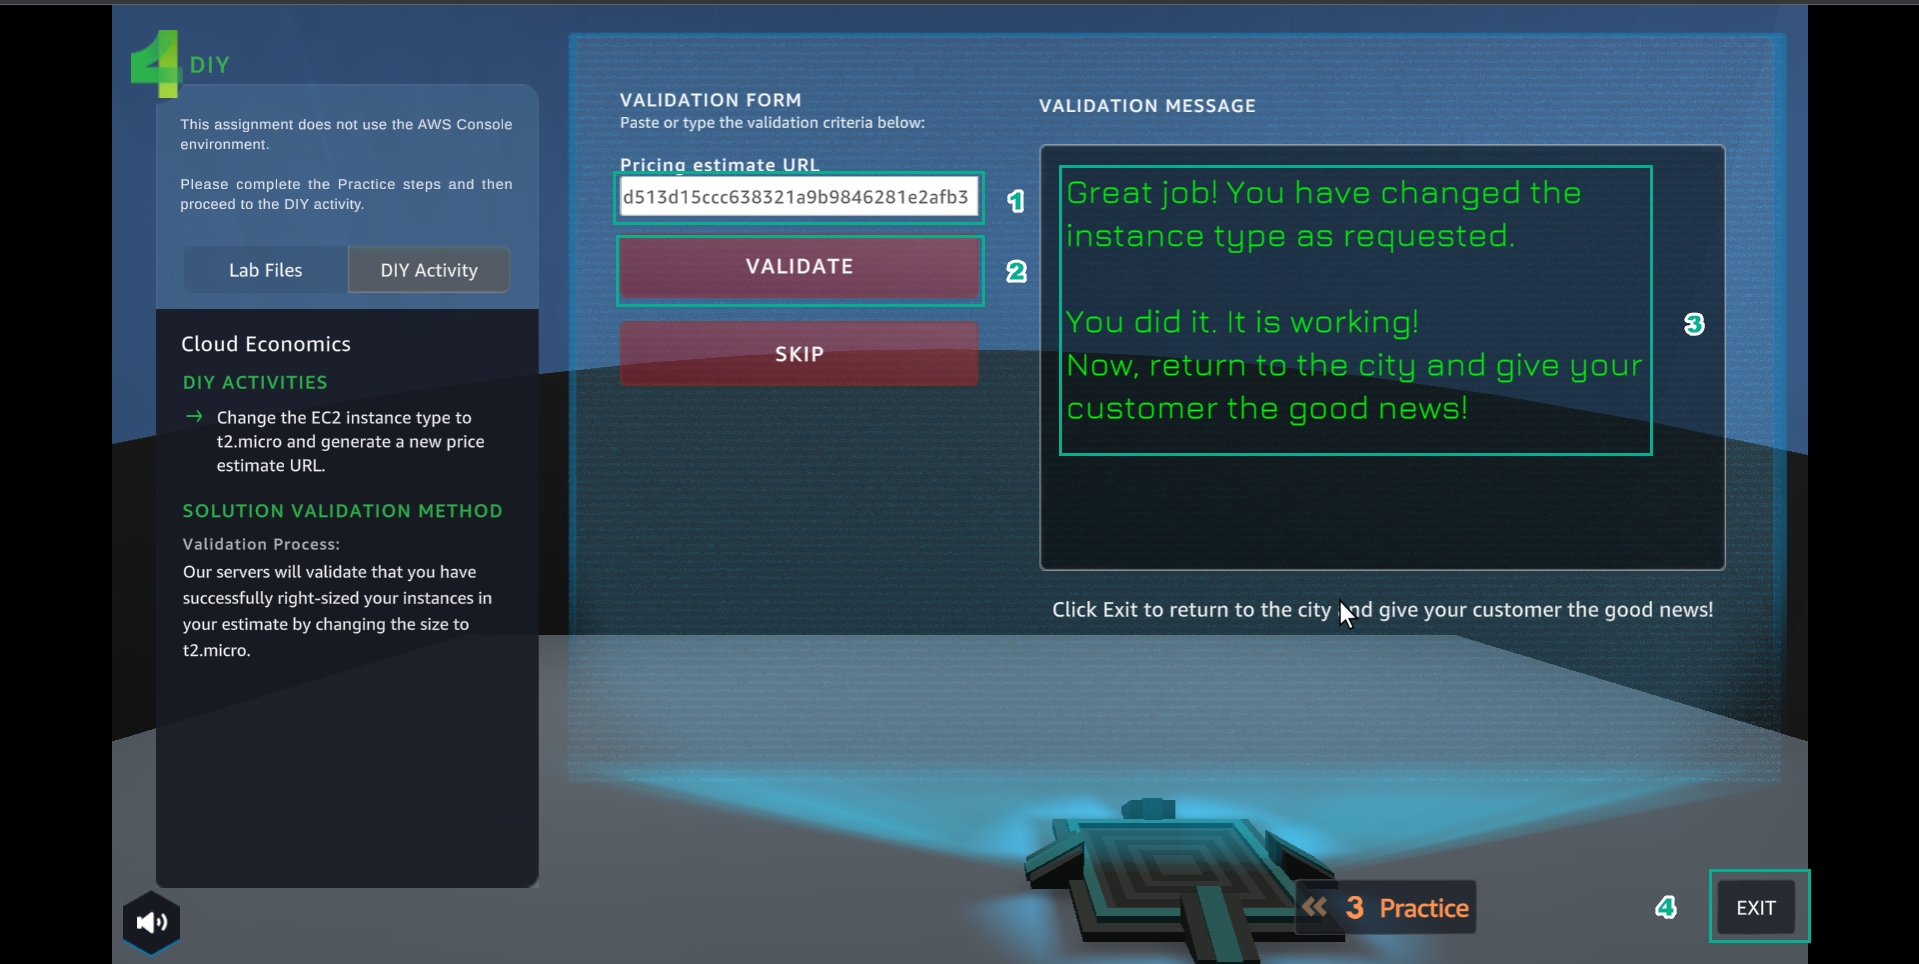 4 DIY
This assignment does not use the AWS Console
environment.
Please complete the Practice steps and then
proceed to the DIY activity.
Lab Files
DIY Activity
Cloud Economics
DIY ACTIVITIES
→ Change the EC2 instance type to
t2.micro and generate a new price
estimate URL.
SOLUTION VALIDATION METHOD
Validation Process:
Our servers will validate that you have
successfully right-sized your instances in
your estimate by changing the size to
t2.micro.
VALIDATION FORM
Paste or type the validation criteria below:
Pricing estimate URL
d513d15ccc638321a9b9846281e2afb3
1
VALIDATE
2
SKIP
VALIDATION MESSAGE
Great job! You have changed the
instance type as requested.
You did it. It is working!
Now, return to the city and give your
customer the good news!
3
Click Exit to return to the city and give your customer the good news!
« 3 Practice
4
EXIT